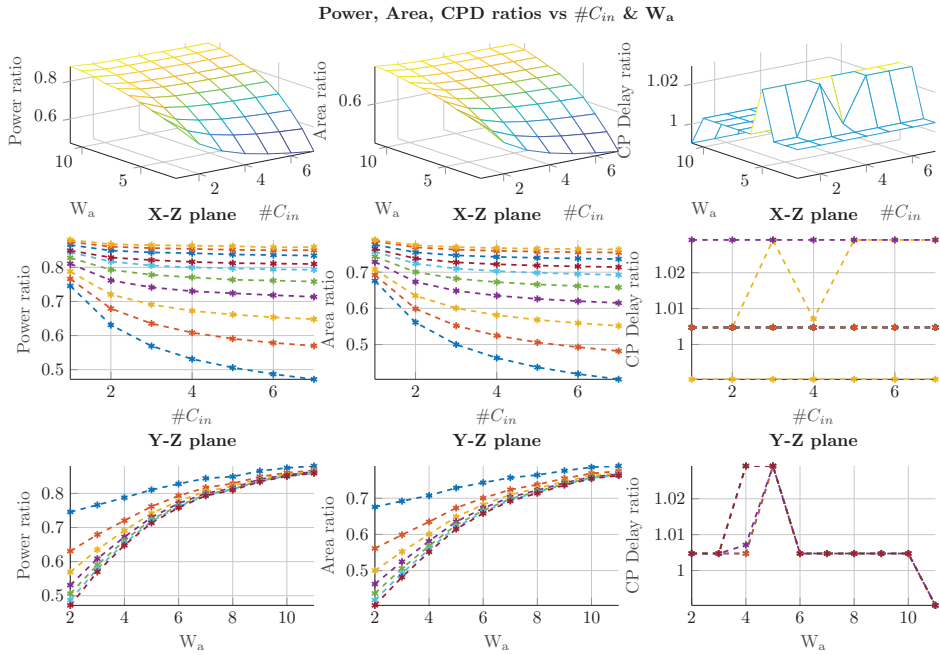 Power, Area, CPD ratios vs #C_in & W_a
Power ratio
0.8
0.6
10
5
2
4
6
W_a
#C_in
Area ratio
0.6
10
5
2
4
6
W_a
#C_in
CP Delay ratio
1.02
1
10
5
2
4
6
W_a
#C_in
X-Z plane
Power ratio
0.8
0.7
0.6
0.5
2
4
6
#C_in
X-Z plane
Area ratio
0.7
0.6
0.5
2
4
6
#C_in
X-Z plane
CP Delay ratio
1.02
1.01
1
2
4
6
#C_in
Y-Z plane
Power ratio
0.8
0.7
0.6
0.5
2
4
6
8
10
W_a
Y-Z plane
Area ratio
0.7
0.6
0.5
2
4
6
8
10
W_a
Y-Z plane
CP Delay ratio
1.02
1.01
1
2
4
6
8
10
W_a